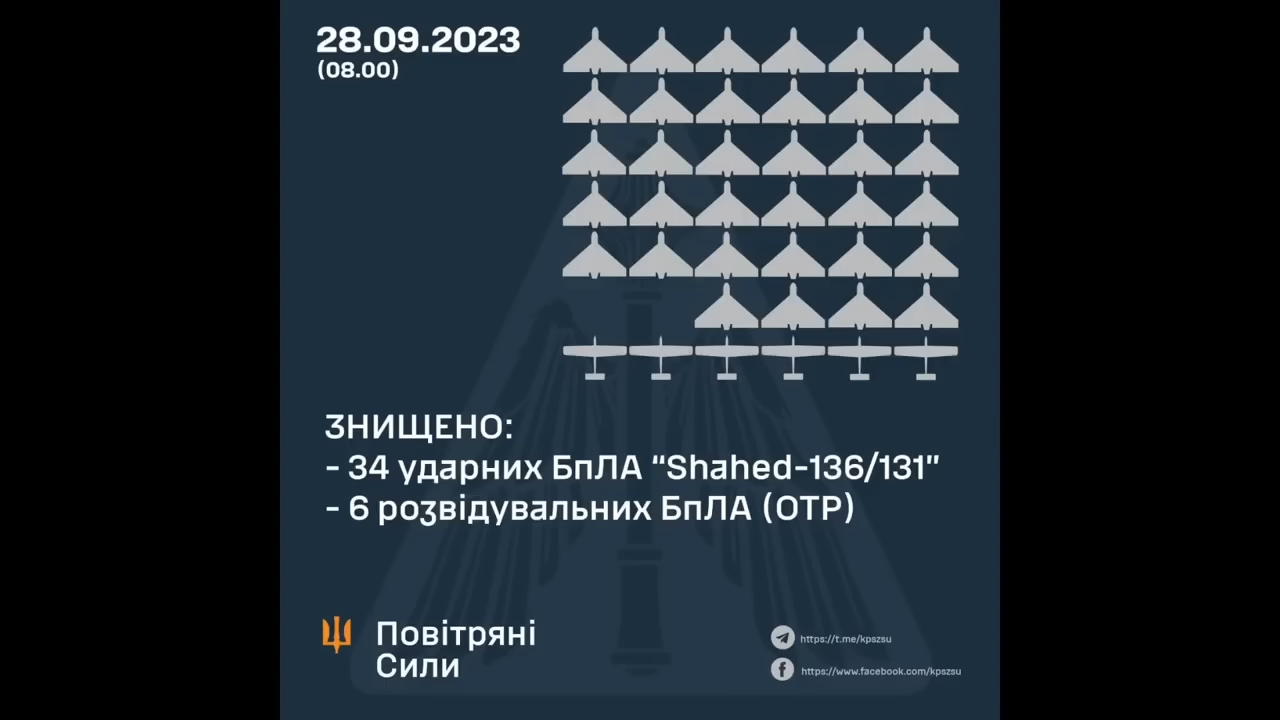 28.09.2023
(08.00)
ЗНИЩЕНО:
- 34 ударних БпЛА “Shahed-136/131”
- 6 розвідувальних БпЛА (ОТР)
Повітряні
Сили
https://t.me/kpszsu
https://www.facebook.com/kpszsu